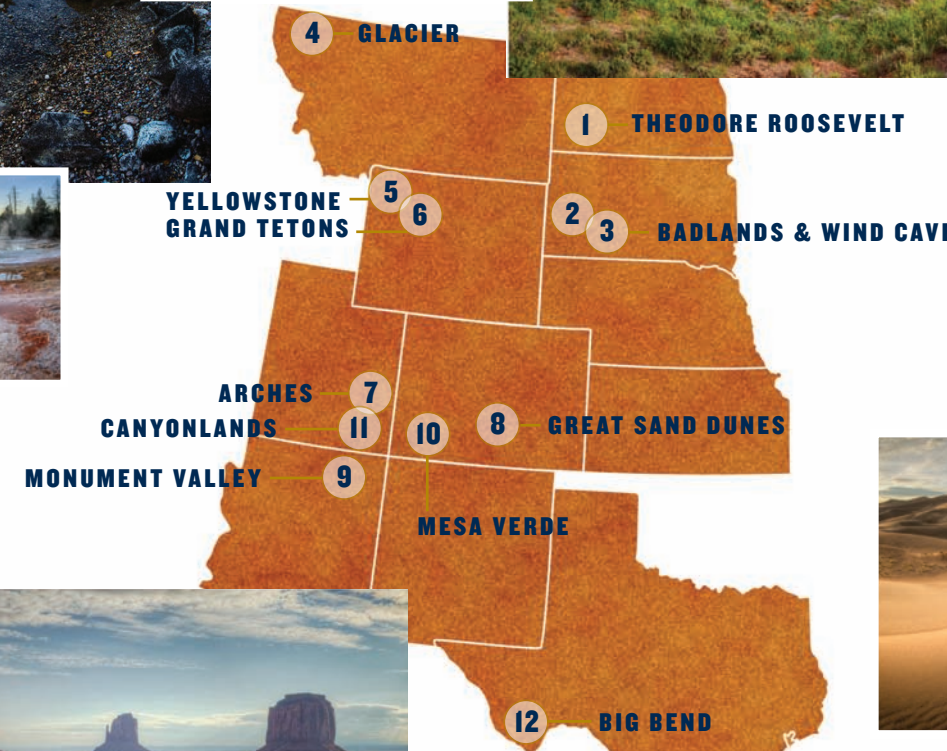 4 GLACIER
1 THEODORE ROOSEVELT
5
YELLOWSTONE
6
GRAND TETONS
2
3 BADLANDS & WIND CAVE
ARCHES 7
CANYONLANDS 11
10
8 GREAT SAND DUNES
MONUMENT VALLEY 9
MESA VERDE
12 BIG BEND